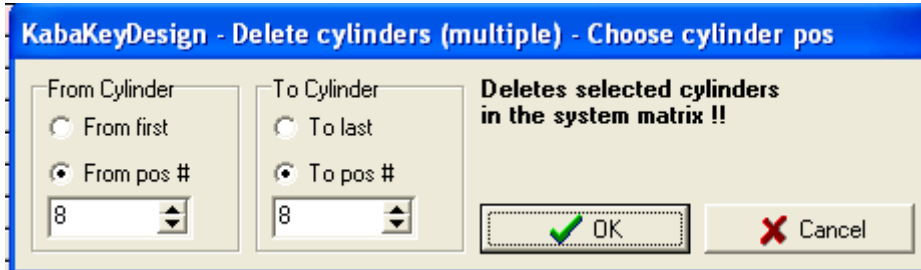 KabaKeyDesign - Delete cylinders (multiple) - Choose cylinder pos
From Cylinder
From first
From pos #
8
To Cylinder
To last
To pos #
8
Deletes selected cylinders
in the system matrix !!
OK
Cancel